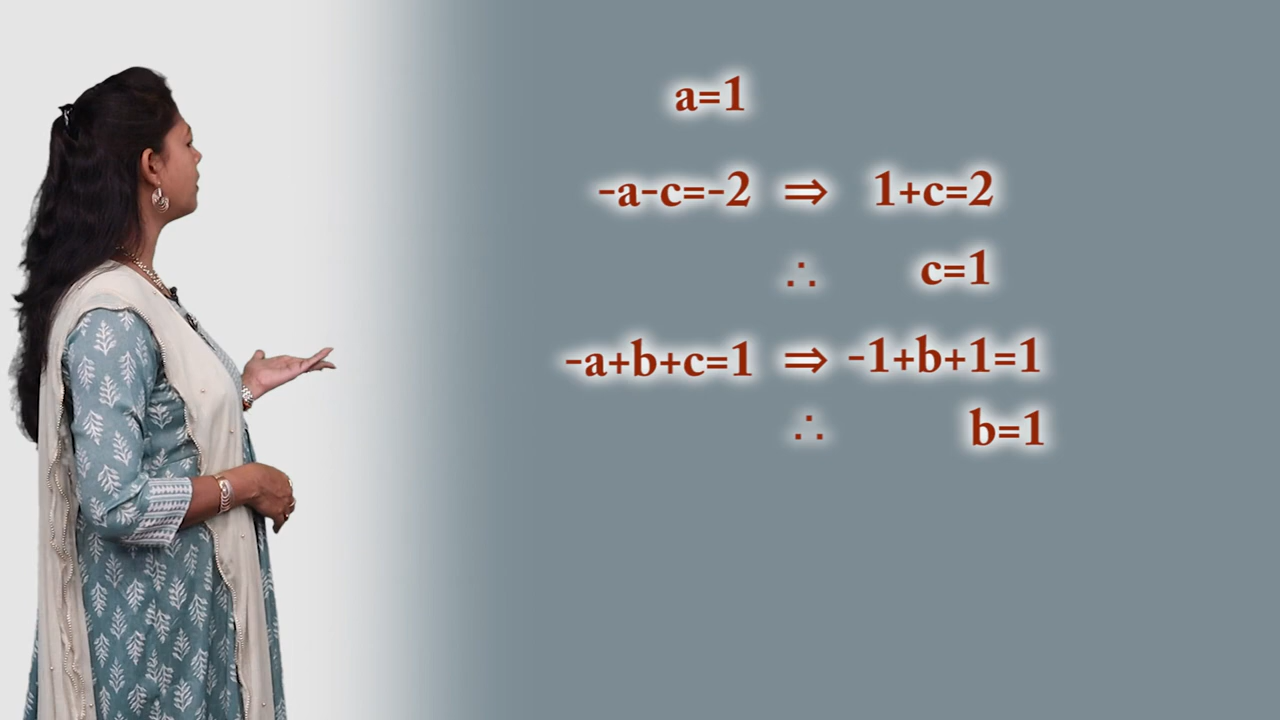 a=1
-a-c=-2 ⇒ 1+c=2
∴ c=1
-a+b+c=1 ⇒ -1+b+1=1
∴ b=1